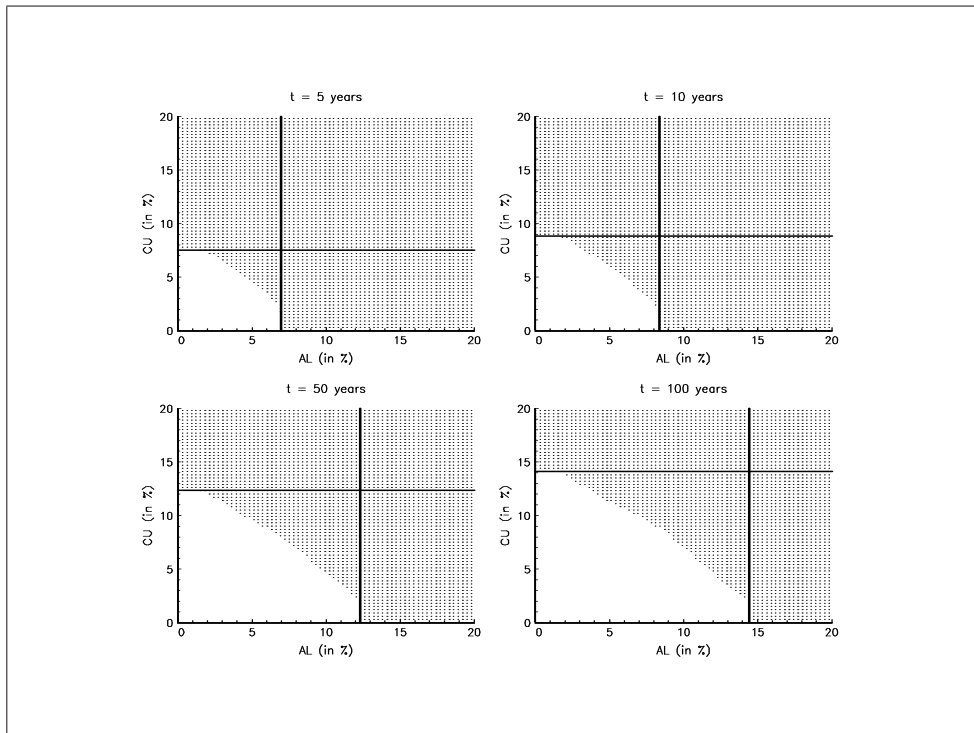 t = 5 years
20
15
10
5
0
CU (in %)
0 5 10 15 20
AL (in %)
t = 10 years
20
15
10
5
0
CU (in %)
0 5 10 15 20
AL (in %)
t = 50 years
20
15
10
5
0
CU (in %)
0 5 10 15 20
AL (in %)
t = 100 years
20
15
10
5
0
CU (in %)
0 5 10 15 20
AL (in %)